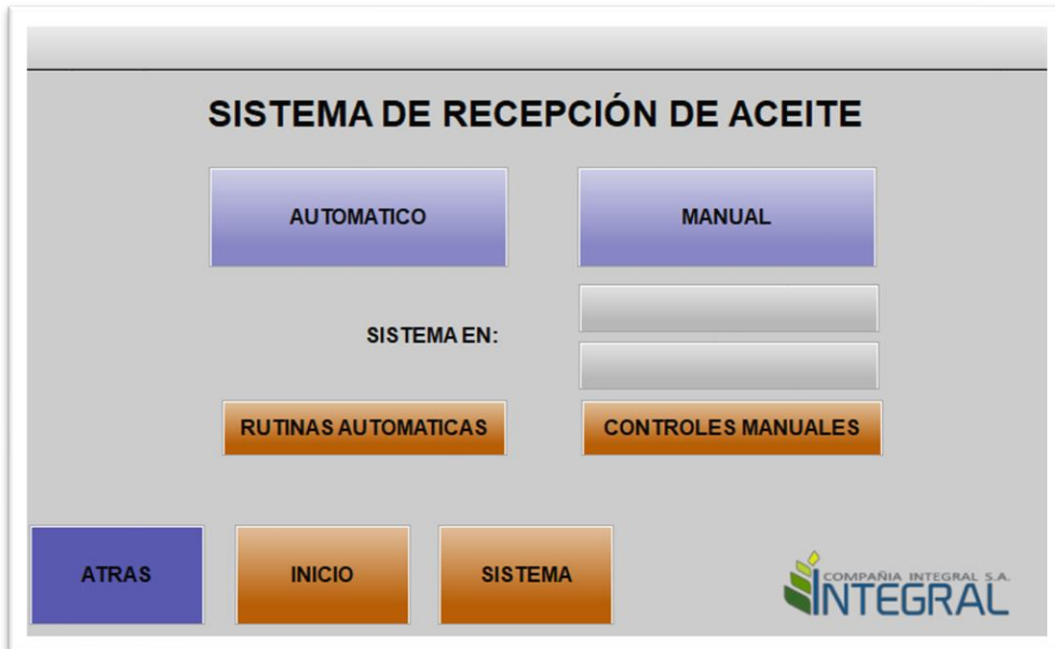 SISTEMA DE RECEPCIÓN DE ACEITE
AUTOMATICO
MANUAL
SISTEMA EN:
RUTINAS AUTOMATICAS
CONTROLES MANUALES
ATRAS
INICIO
SISTEMA
COMPAÑIA INTEGRAL S.A.
INTEGRAL